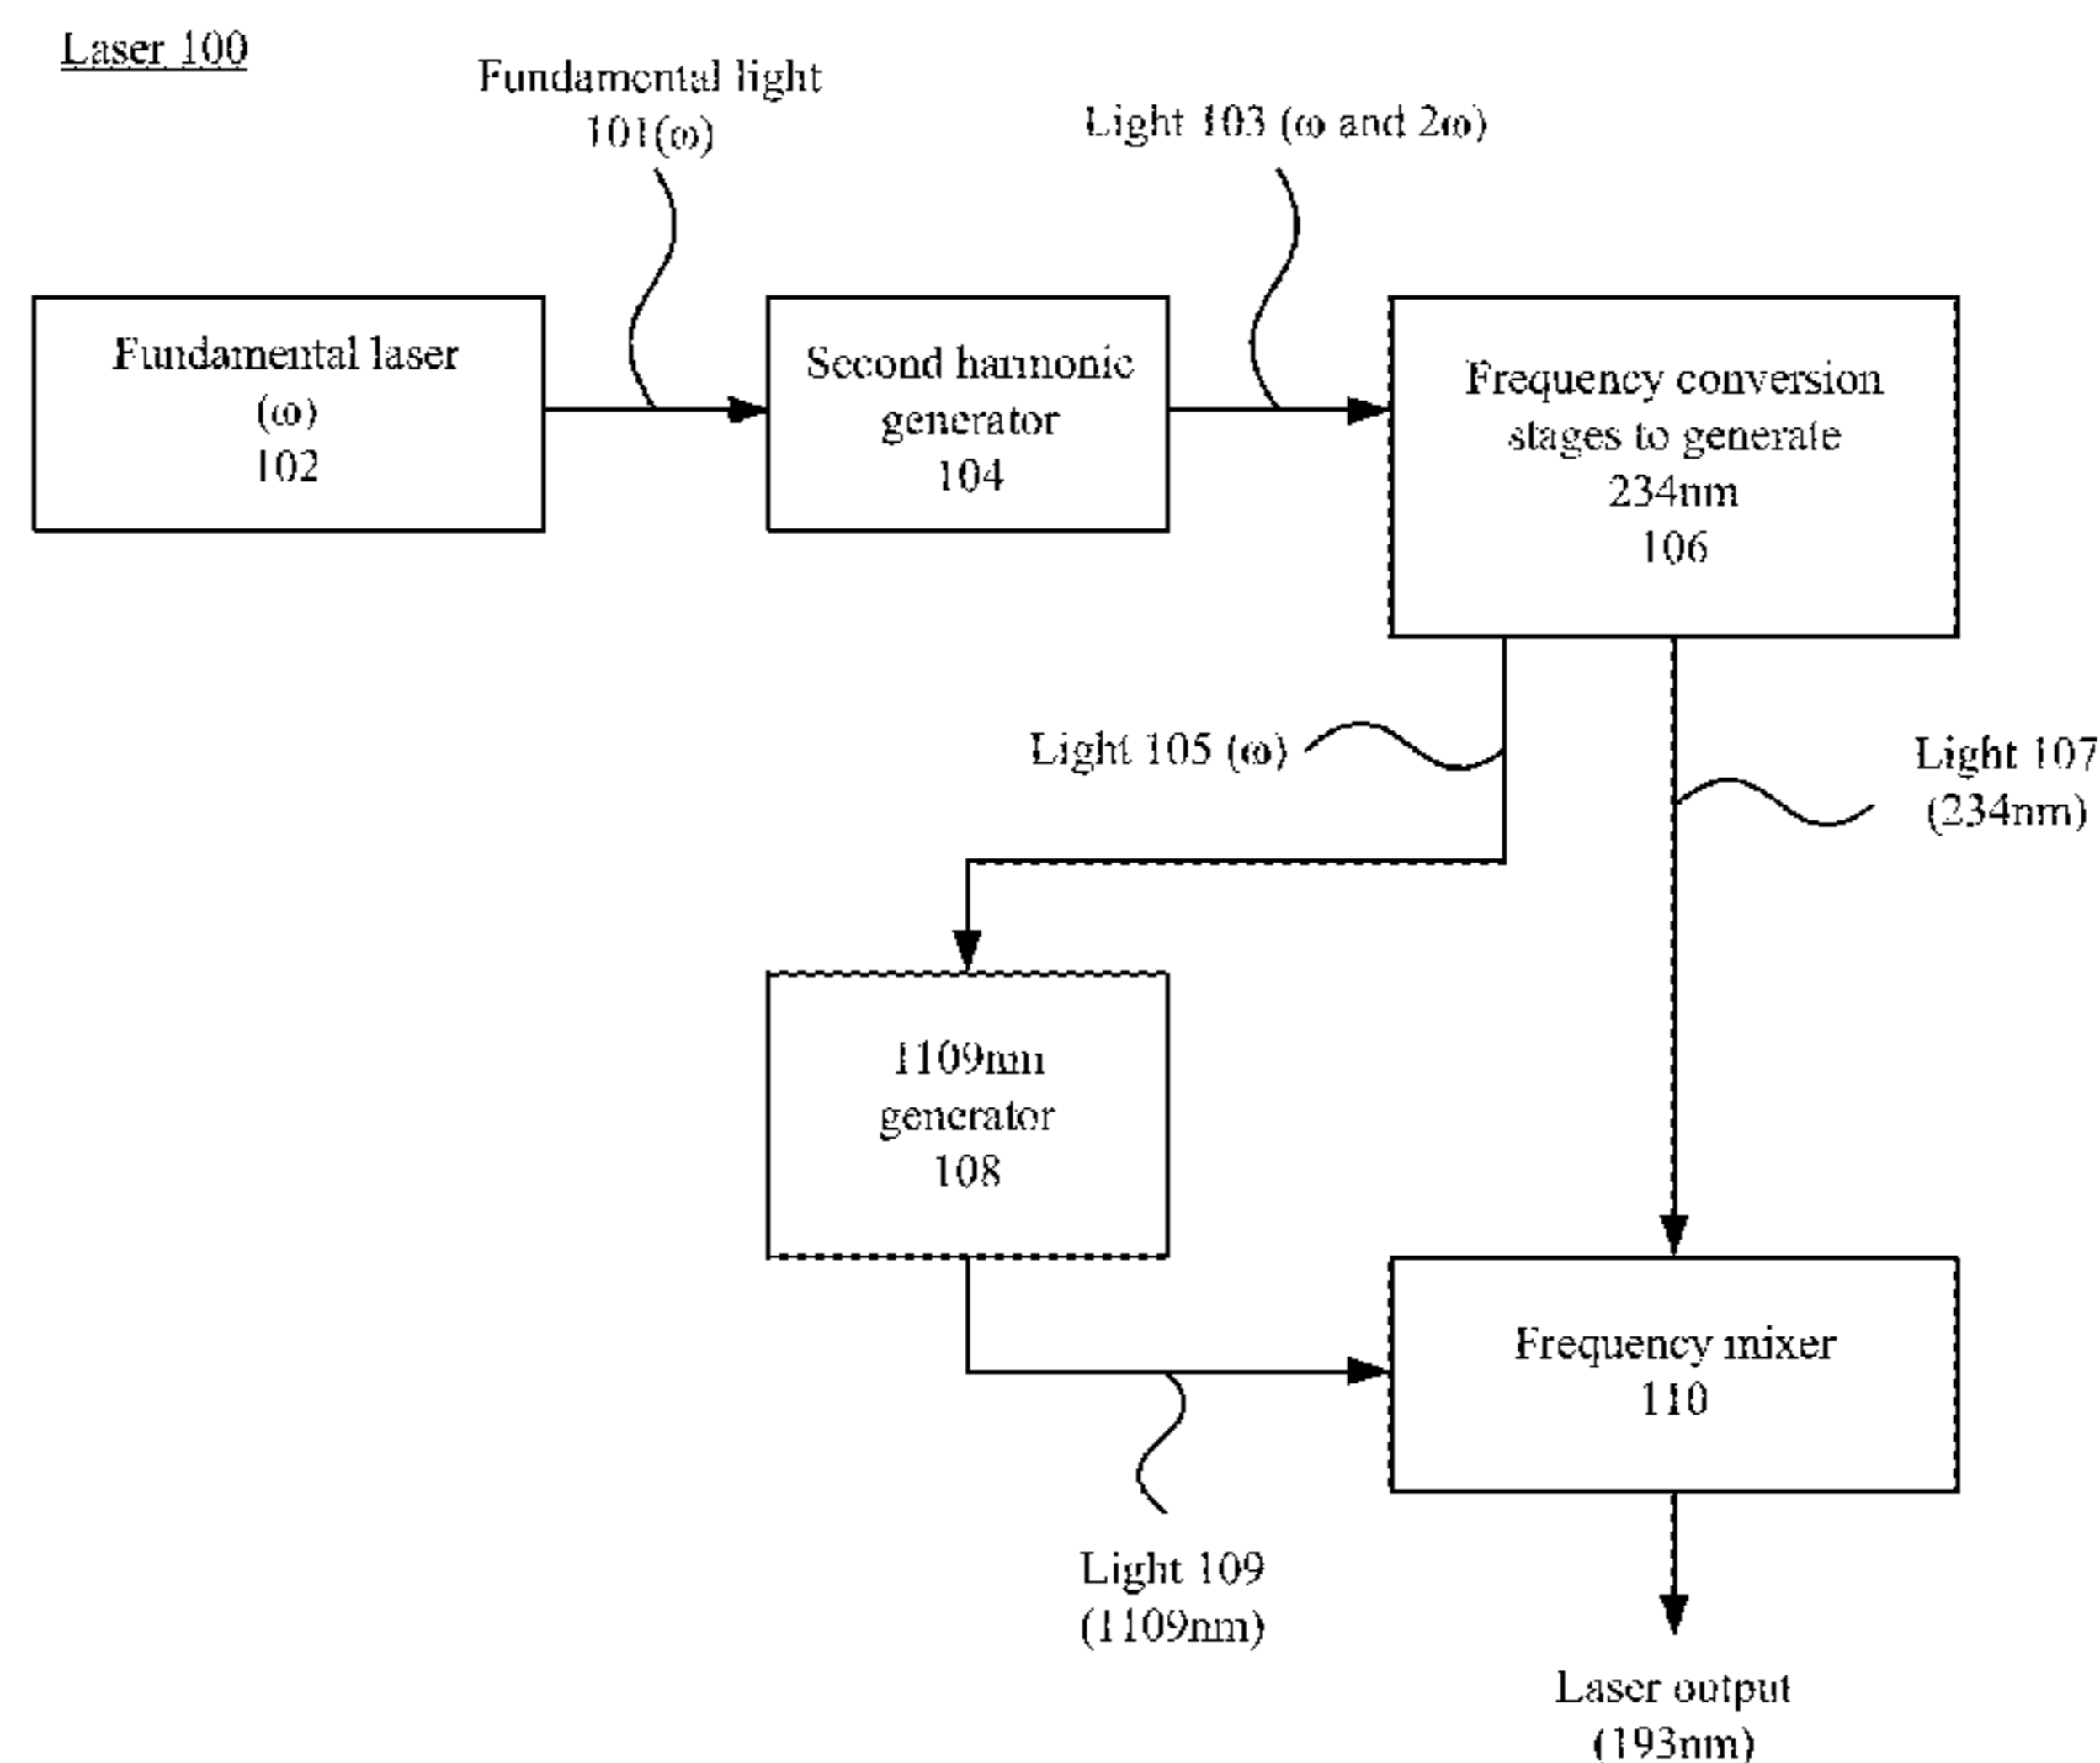 Laser 100
Fundamental light
101(ω)
Light 103 (ω and 2ω)
Fundamental laser
(ω)
102
Second harmonic
generator
104
Frequency conversion
stages to generate
234nm
106
Light 105 (ω)
Light 107
(234nm)
1109nm
generator
108
Frequency mixer
110
Light 109
(1109nm)
Laser output
(193nm)